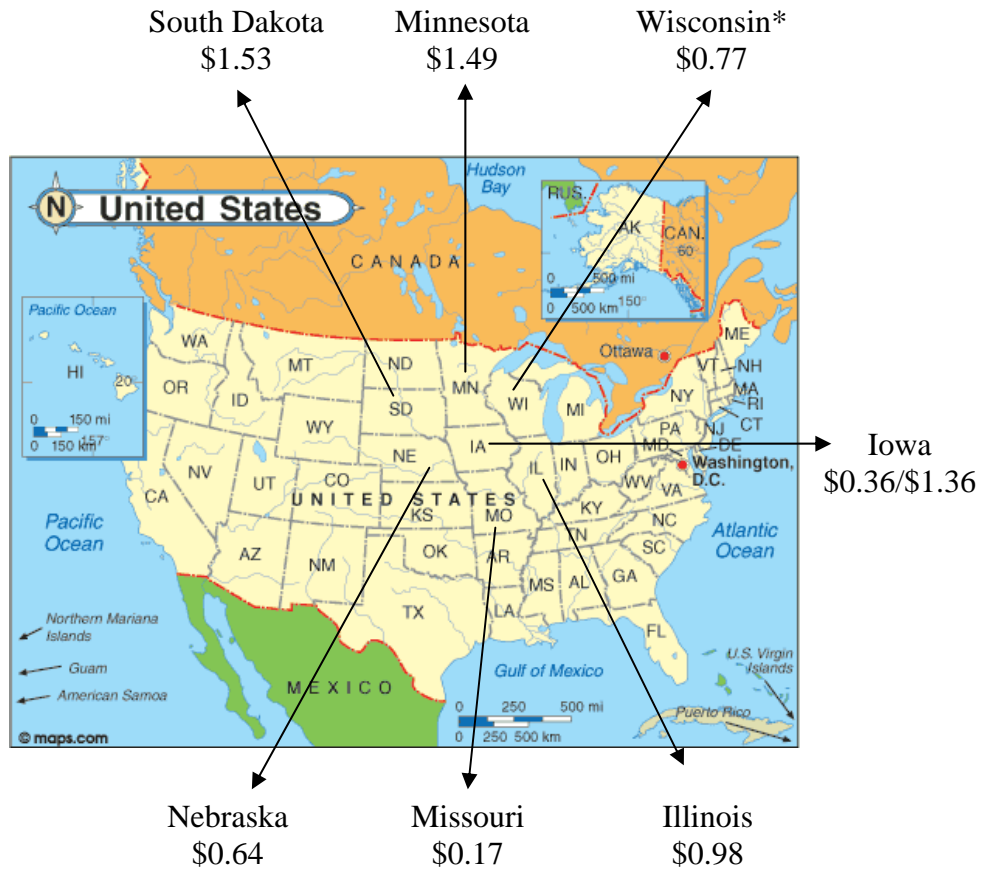 South Dakota
$1.53
Minnesota
$1.49
Wisconsin*
$0.77
N
United States
Hudson
Bay
RUS.
AK
CAN.
60
0 500 mi
0 500 km
150°
CANADA
Pacific Ocean
HI
20°
0 150 mi
0 150 km
157°
Ottawa
WA
MT
ND
MN
ME
OR
ID
SD
WI
MI
NY
VT
NH
MA
RI
CT
WY
NE
IA
PA
NJ
MD
DE
Washington,
D.C.
Iowa
$0.36/$1.36
NV
UT
CO
IL
IN
OH
WV
VA
CA
UNITED STATES
KS
MO
KY
NC
Pacific
Ocean
Atlantic
Ocean
AZ
NM
OK
AR
TN
SC
MS
AL
GA
TX
LA
FL
Northern Mariana
Islands
Guam
American Samoa
MEXICO
Gulf of Mexico
U.S. Virgin
Islands
Puerto Rico
0 250 500 mi
0 250 500 km
© maps.com
Nebraska
$0.64
Missouri
$0.17
Illinois
$0.98